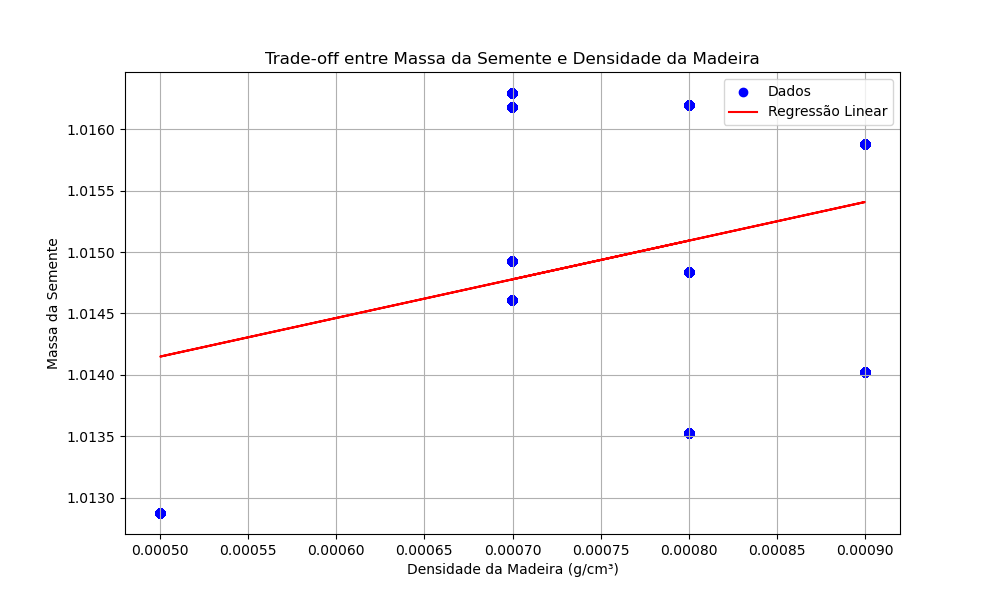 Trade-off entre Massa da Semente e Densidade da Madeira
Dados
Regressão Linear
Massa da Semente
1.0160
1.0155
1.0150
1.0145
1.0140
1.0135
1.0130
0.00050 0.00055 0.00060 0.00065 0.00070 0.00075 0.00080 0.00085 0.00090
Densidade da Madeira (g/cm³)